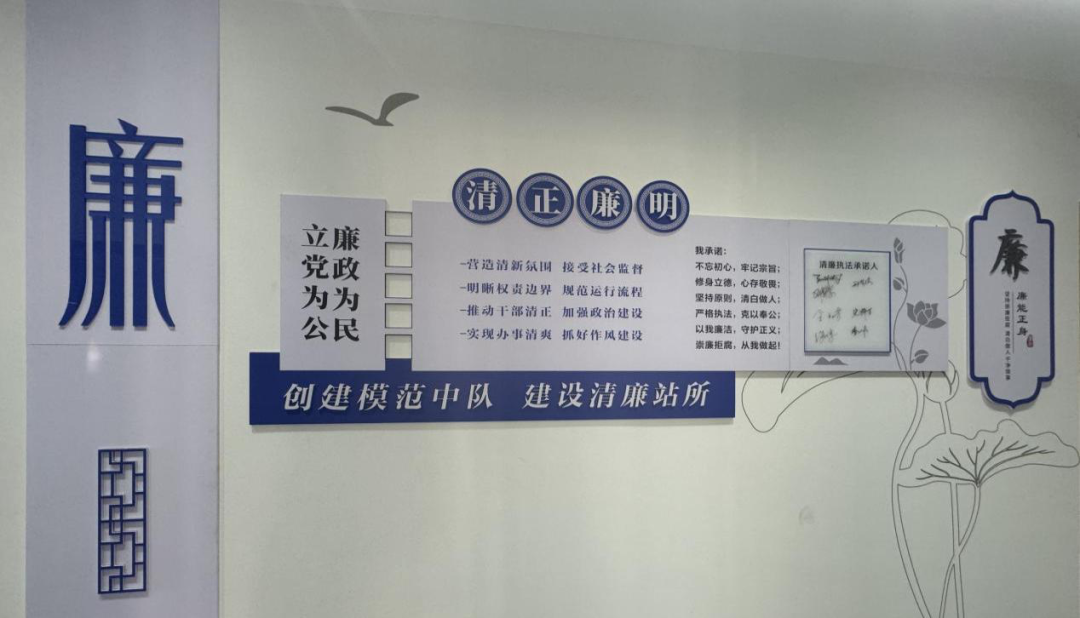 廉
清正廉明
立党为公
廉政为民
-营造清新氛围 接受社会监督
-明晰权责边界 规范运行流程
-推动干部清正 加强政治建设
-实现办事清爽 抓好作风建设
我承诺：
不忘初心，牢记宗旨；
修身立德，心存敬畏；
坚持原则，清白做人；
严格执法，克以奉公；
以我廉洁，守护正义；
崇廉拒腐，从我做起！
清廉执法承诺人
创建模范中队 建设清廉站所
廉
廉能正身